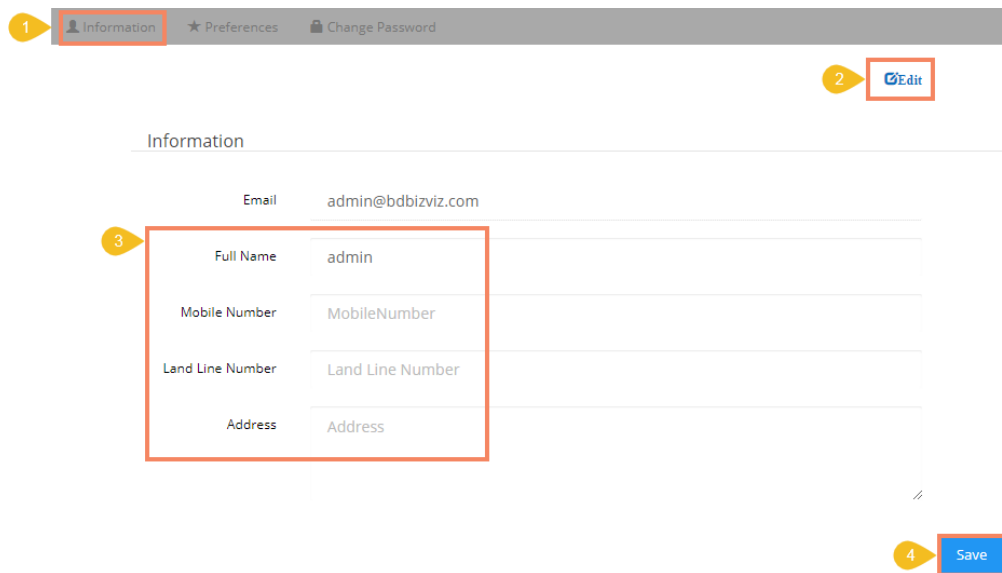 1 Information Preferences Change Password
2 Edit
Information
Email admin@bdbizviz.com
3
Full Name admin
Mobile Number MobileNumber
Land Line Number Land Line Number
Address Address
4 Save